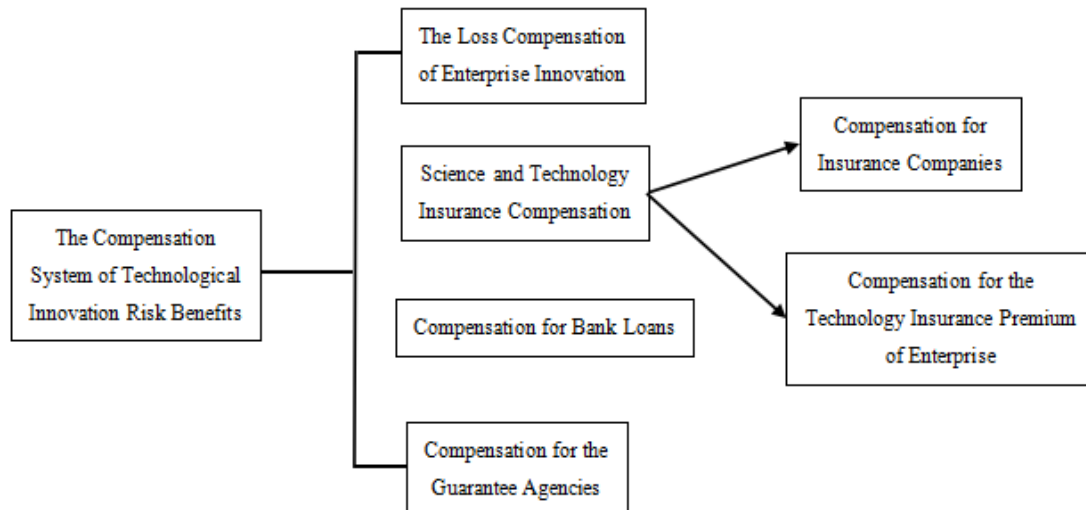 The Loss Compensation
of Enterprise Innovation
Science and Technology
Insurance Compensation
Compensation for
Insurance Companies
The Compensation
System of Technological
Innovation Risk Benefits
Compensation for the
Technology Insurance Premium
of Enterprise
Compensation for Bank Loans
Compensation for the
Guarantee Agencies